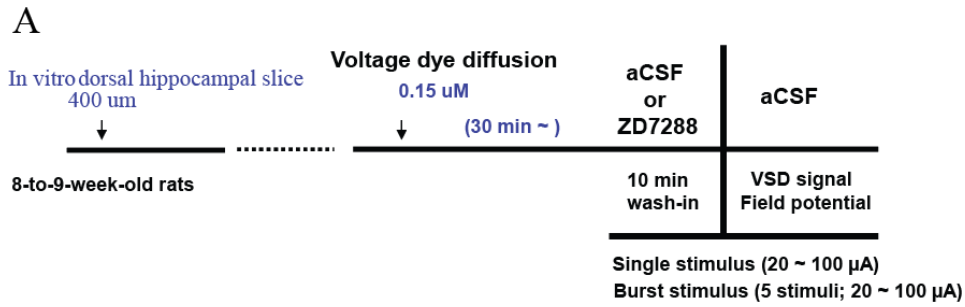 A
In vitro dorsal hippocampal slice
400 um
Voltage dye diffusion
0.15 uM
(30 min ~ )
aCSF
or
ZD7288
aCSF
8-to-9-week-old rats
10 min
wash-in
VSD signal
Field potential
Single stimulus (20 ~ 100 µA)
Burst stimulus (5 stimuli; 20 ~ 100 µA)